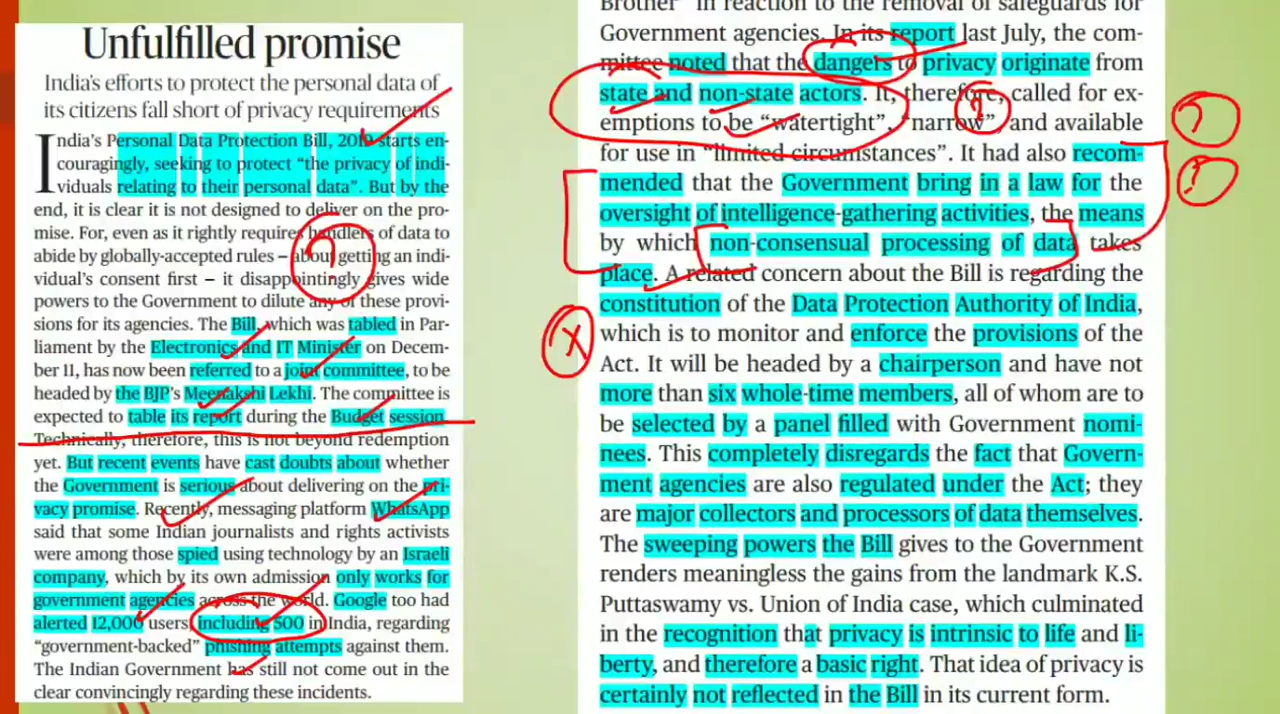 Unfulfilled promise
India's efforts to protect the personal data of
its citizens fall short of privacy requirements
India's Personal Data Protection Bill, 2019 starts en-
couragingly, seeking to protect "the privacy of indi-
viduals relating to their personal data". But by the
end, it is clear it is not designed to deliver on the pro-
mise. For, even as it rightly requires handlers of data to
abide by globally-accepted rules – about getting an indi-
vidual's consent first – it disappointingly gives wide
powers to the Government to dilute any of these provi-
sions for its agencies. The Bill, which was tabled in Par-
liament by the Electronics and IT Minister on Decem-
ber 11, has now been referred to a joint committee, to be
headed by the BJP's Meenakshi Lekhi. The committee is
expected to table its report during the Budget session.
Technically, therefore, this is not beyond redemption
yet. But recent events have cast doubts about whether
the Government is serious about delivering on the pri-
vacy promise. Recently, messaging platform WhatsApp
said that some Indian journalists and rights activists
were among those spied using technology by an Israeli
company, which by its own admission only works for
government agencies across the world. Google too had
alerted 12,000 users, including 500 in India, regarding
"government-backed" phishing attempts against them.
The Indian Government has still not come out in the
clear convincingly regarding these incidents.
Brother" in reaction to the removal of safeguards for
Government agencies. In its report last July, the com-
mittee noted that the dangers to privacy originate from
state and non-state actors. It, therefore, called for ex-
emptions to be "watertight", "narrow", and available
for use in "limited circumstances". It had also recom-
mended that the Government bring in a law for the
oversight of intelligence-gathering activities, the means
by which non-consensual processing of data takes
place. A related concern about the Bill is regarding the
constitution of the Data Protection Authority of India,
which is to monitor and enforce the provisions of the
Act. It will be headed by a chairperson and have not
more than six whole-time members, all of whom are to
be selected by a panel filled with Government nomi-
nees. This completely disregards the fact that Govern-
ment agencies are also regulated under the Act; they
are major collectors and processors of data themselves.
The sweeping powers the Bill gives to the Government
renders meaningless the gains from the landmark K.S.
Puttaswamy vs. Union of India case, which culminated
in the recognition that privacy is intrinsic to life and li-
berty, and therefore a basic right. That idea of privacy is
certainly not reflected in the Bill in its current form.